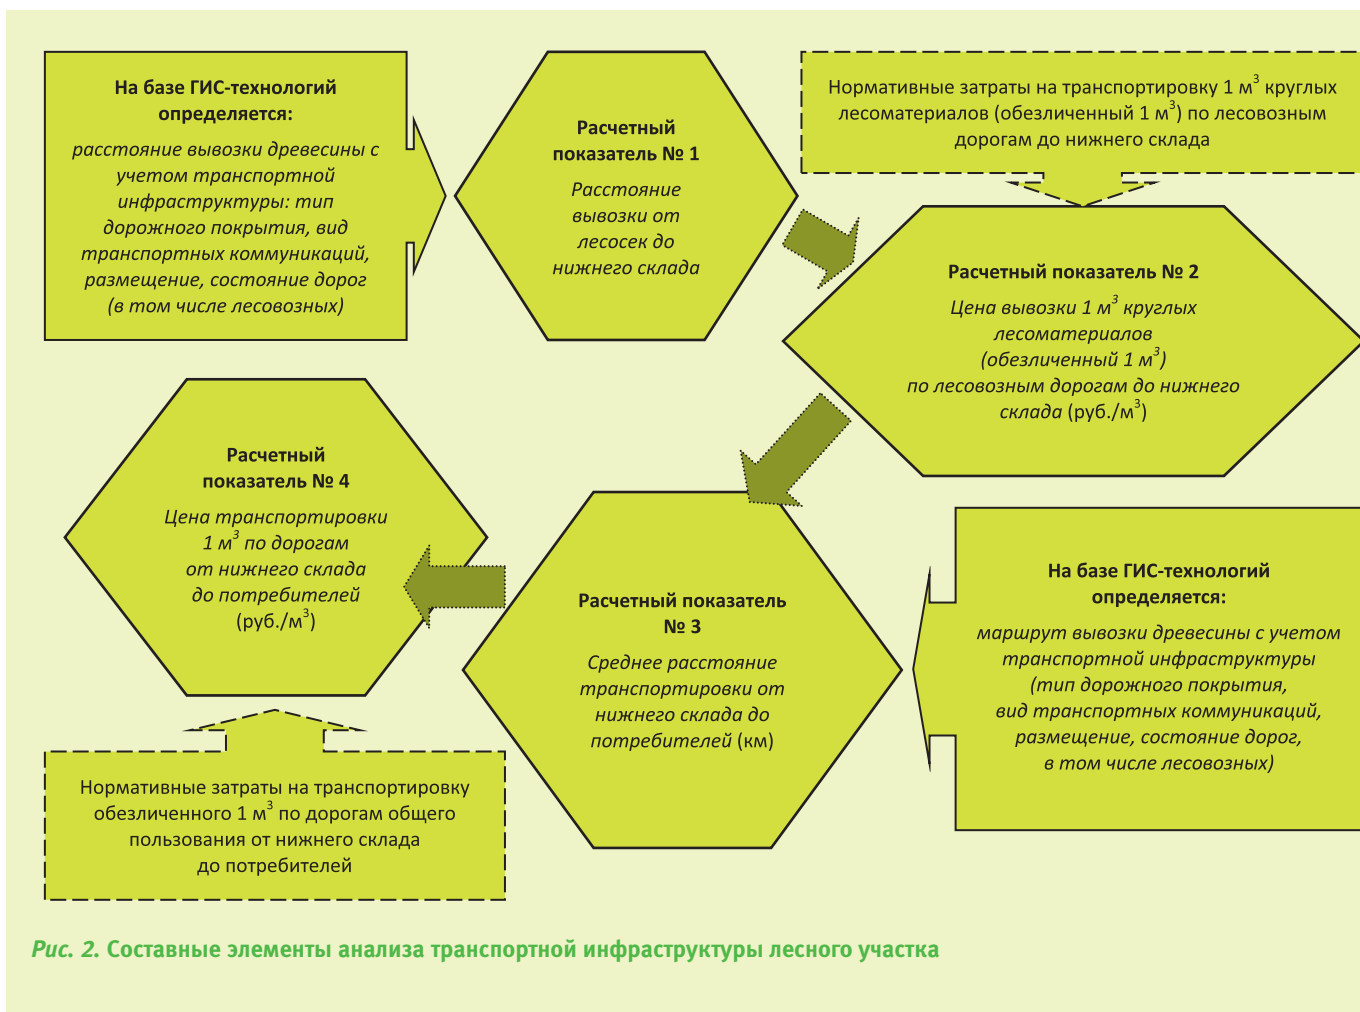 На базе ГИС-технологий
определяется:
расстояние вывозки древесины с
учетом транспортной
инфраструктуры: тип
дорожного покрытия, вид
транспортных коммуникаций,
размещение, состояние дорог
(в том числе лесовозных)
Расчетный
показатель № 1
Расстояние
вывозки от
лесосек до
нижнего склада
Нормативные затраты на транспортировку 1 м³ круглых
лесоматериалов (обезличенный 1 м³) по лесовозным
дорогам до нижнего склада
Расчетный показатель № 2
Цена вывозки 1 м³ круглых
лесоматериалов
(обезличенный 1 м³)
по лесовозным дорогам до нижнего
склада (руб./м³)
На базе ГИС-технологий
определяется:
маршрут вывозки древесины с учетом
транспортной инфраструктуры
(тип дорожного покрытия,
вид транспортных коммуникаций,
размещение, состояние дорог,
в том числе лесовозных)
Расчетный показатель
№ 3
Среднее расстояние
транспортировки от
нижнего склада до
потребителей (км)
Расчетный
показатель № 4
Цена транспортировки
1 м³ по дорогам
от нижнего склада
до потребителей
(руб./м³)
Нормативные затраты на транспортировку
обезличенного 1 м³ по дорогам общего
пользования от нижнего склада
до потребителей
Рис. 2. Составные элементы анализа транспортной инфраструктуры лесного участка